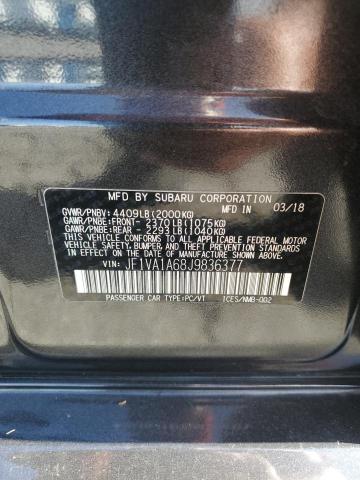 MFD BY SUBARU CORPORATION
MFD IN 03/18
GVWR/PNBV: 4409LB(2000KG)
GAWR/PNBE:FRONT- 2370LB(1075KG)
GAWR/PNBE:REAR - 2293LB(1040KG)
THIS VEHICLE CONFORMS TO ALL APPLICABLE FEDERAL MOTOR
VEHICLE SAFETY, BUMPER, AND THEFT PREVENTION STANDARDS
IN EFFECT ON THE DATE OF MANUFACTURE SHOWN ABOVE.
JF1VA1A68J9836377
PASSENGER CAR TYPE:PC/VT ICES/NMB-002